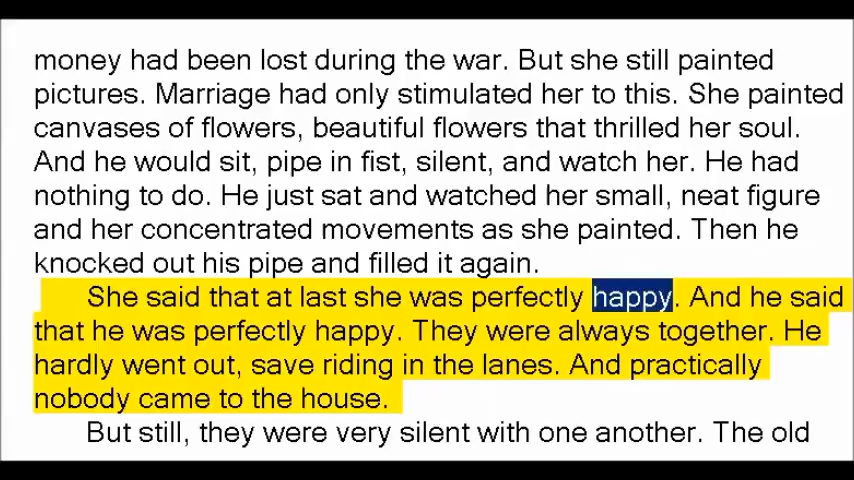 money had been lost during the war. But she still painted
pictures. Marriage had only stimulated her to this. She painted
canvases of flowers, beautiful flowers that thrilled her soul.
And he would sit, pipe in fist, silent, and watch her. He had
nothing to do. He just sat and watched her small, neat figure
and her concentrated movements as she painted. Then he
knocked out his pipe and filled it again.
She said that at last she was perfectly happy. And he said
that he was perfectly happy. They were always together. He
hardly went out, save riding in the lanes. And practically
nobody came to the house.
But still, they were very silent with one another. The old